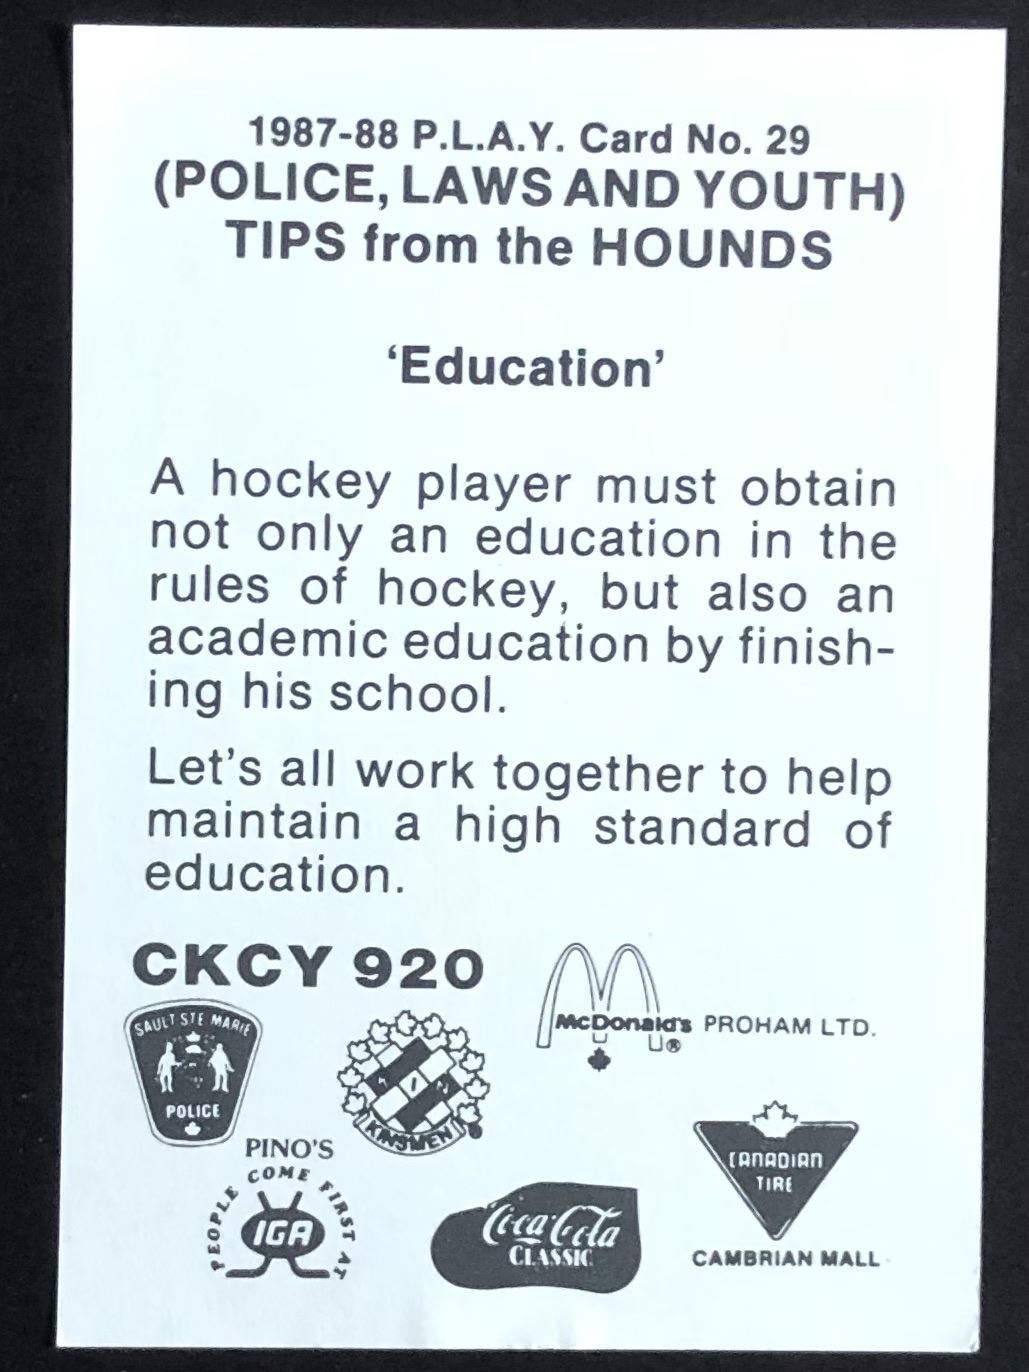 1987-88 P.L.A.Y. Card No. 29
(POLICE, LAWS AND YOUTH)
TIPS from the HOUNDS
‘Education’
A hockey player must obtain
not only an education in the
rules of hockey, but also an
academic education by finish-
ing his school.
Let's all work together to help
maintain a high standard of
education.
CKCY 920
McDonald's PROHAM LTD.
®
SAULT STE MARIE
POLICE
KIN
KINSMEN
PINO'S
PEOPLE COME FIRST AT
IGA
Coca-Cola
CLASSIC
CANADIAN
TIRE
CAMBRIAN MALL